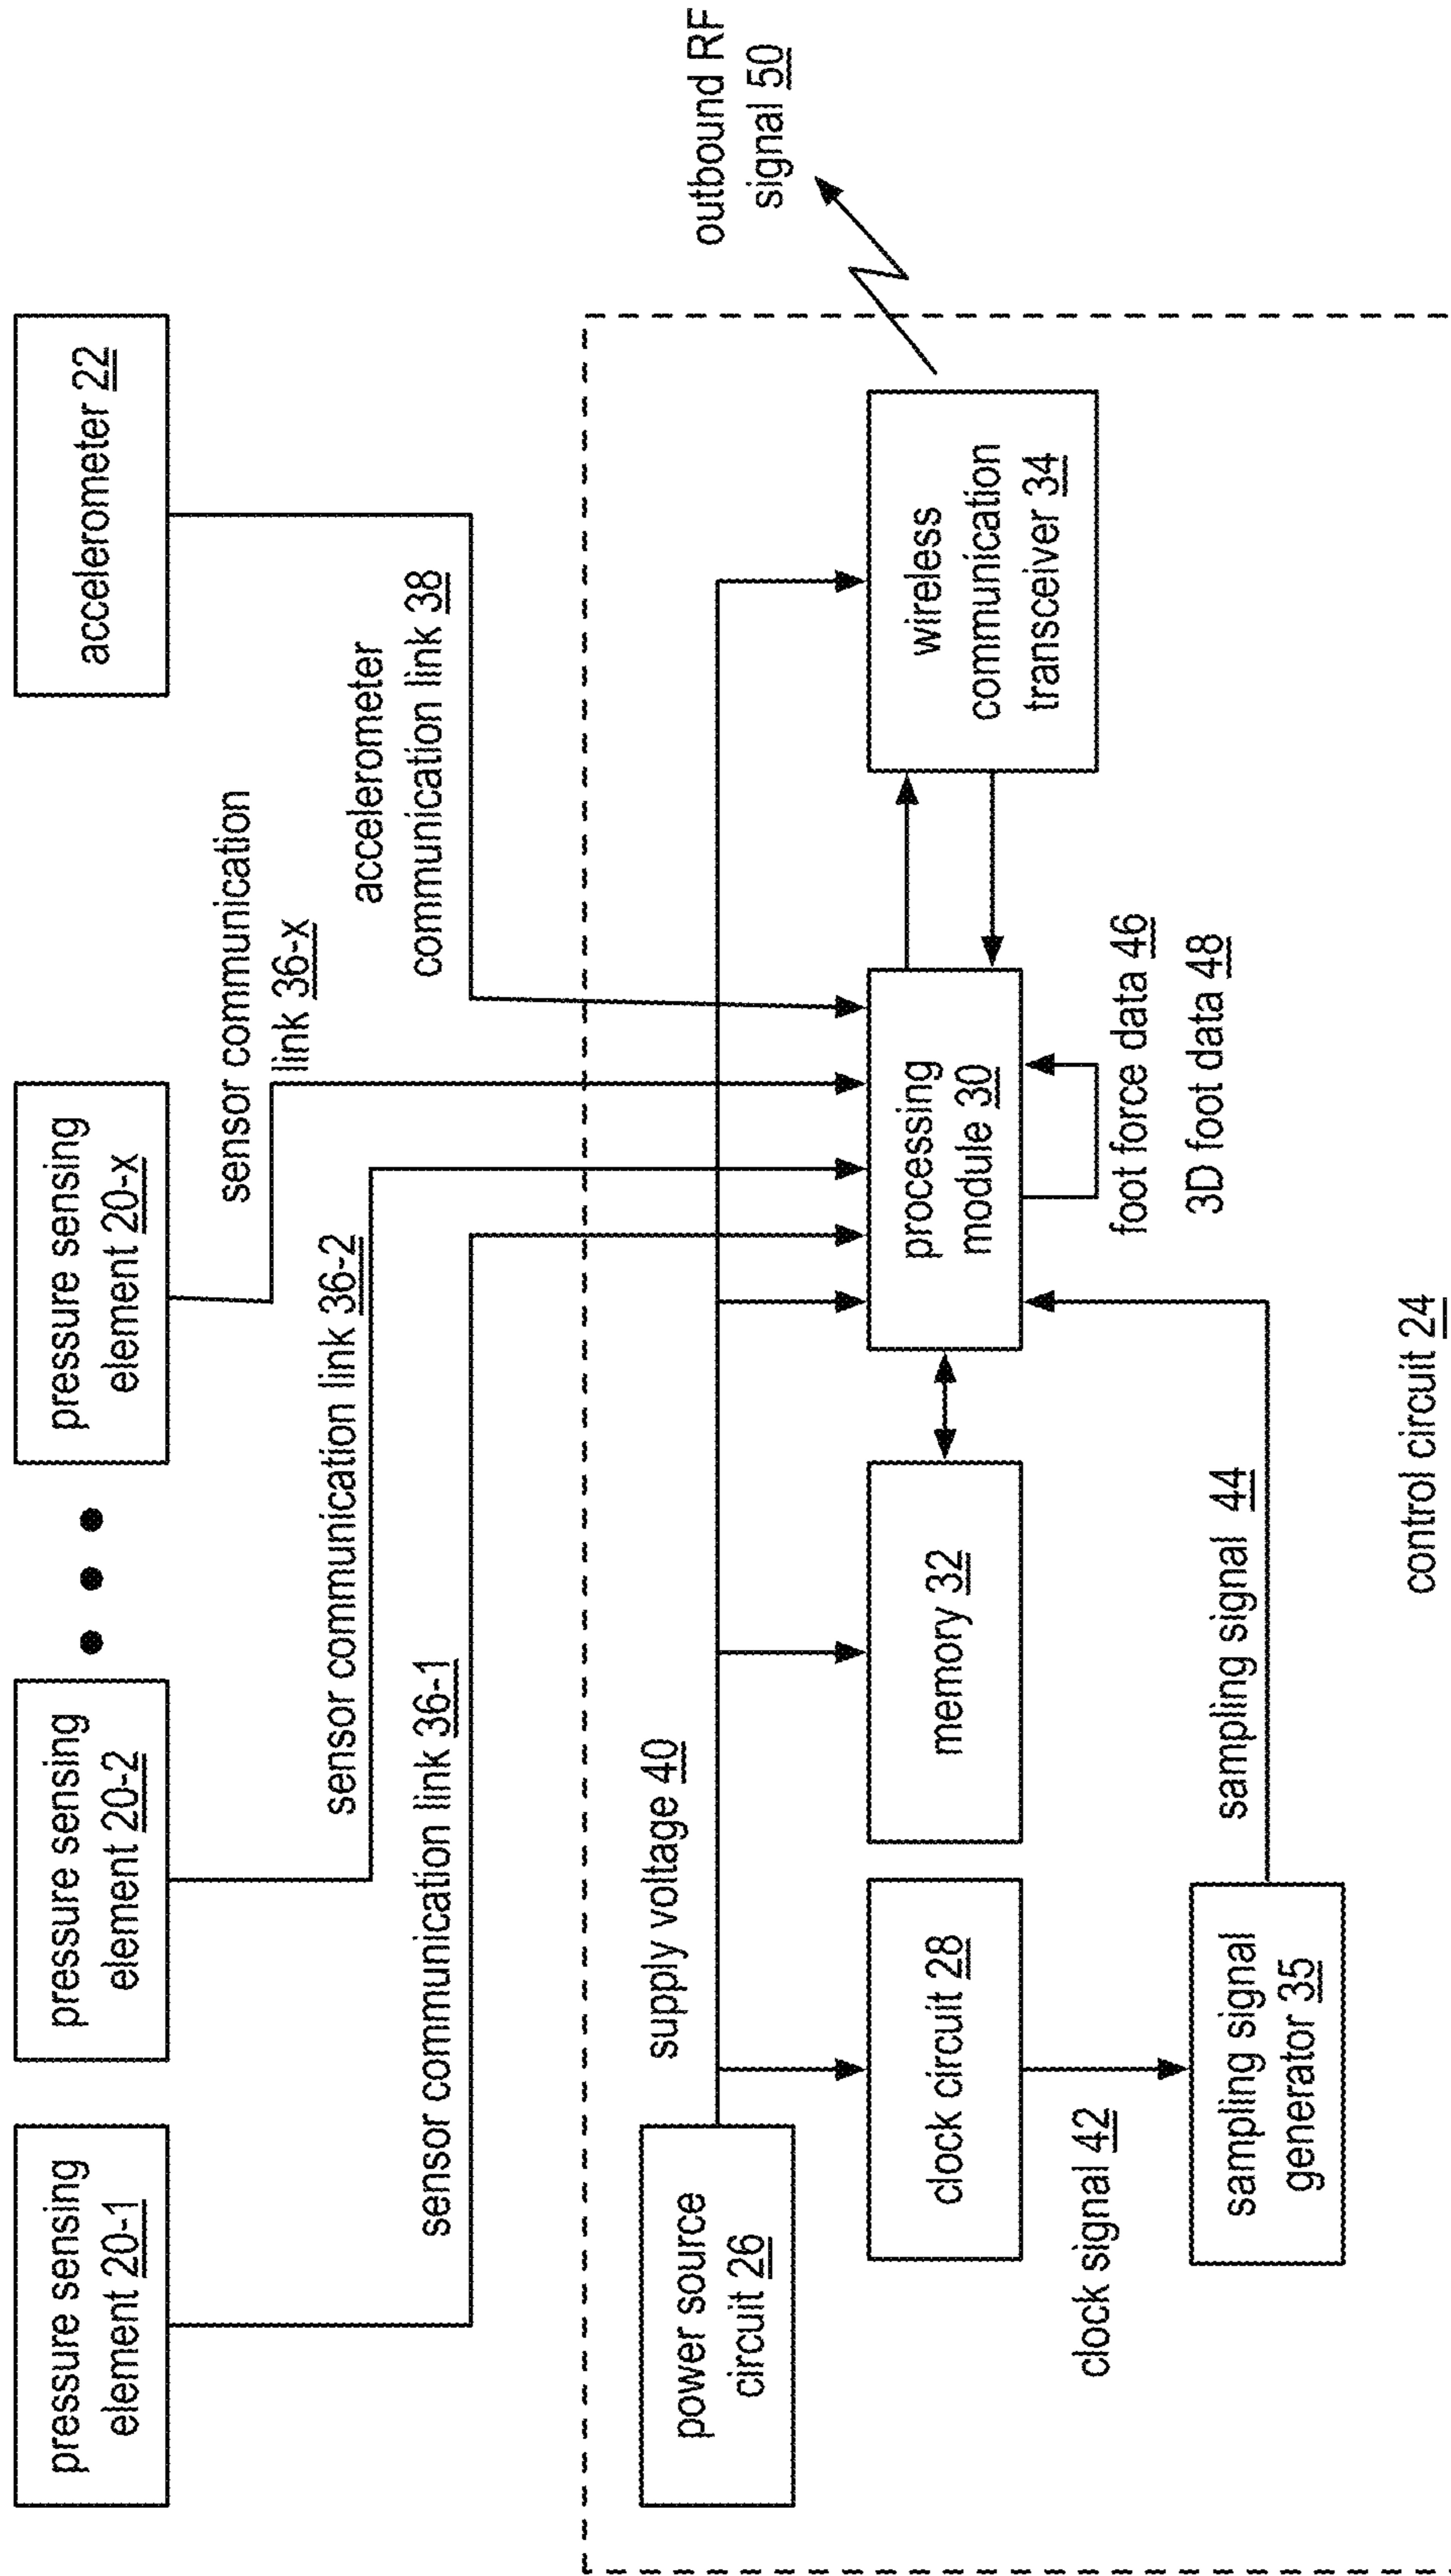 pressure sensing
element 20-1
pressure sensing
element 20-2
pressure sensing
element 20-x
accelerometer 22
sensor communication
link 36-x
sensor communication link 36-2
accelerometer
communication link 38
sensor communication link 36-1
outbound RF
signal 50
supply voltage 40
power source
circuit 26
clock circuit 28
memory 32
processing
module 30
wireless
communication
transceiver 34
clock signal 42
foot force data 46
3D foot data 48
sampling signal 44
sampling signal
generator 35
control circuit 24